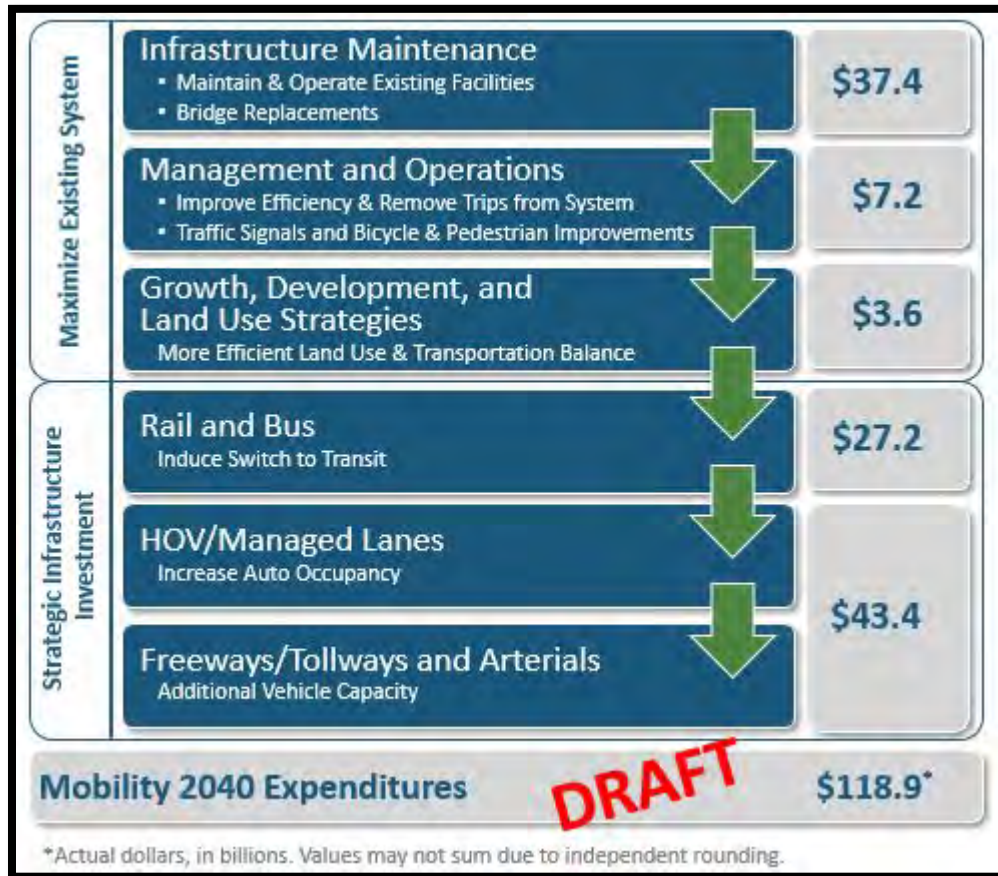 Maximize Existing System
Infrastructure Maintenance
▪ Maintain & Operate Existing Facilities
▪ Bridge Replacements
$37.4
Management and Operations
▪ Improve Efficiency & Remove Trips from System
▪ Traffic Signals and Bicycle & Pedestrian Improvements
$7.2
Growth, Development, and
Land Use Strategies
More Efficient Land Use & Transportation Balance
$3.6
Strategic Infrastructure
Investment
Rail and Bus
Induce Switch to Transit
$27.2
HOV/Managed Lanes
Increase Auto Occupancy
$43.4
Freeways/Tollways and Arterials
Additional Vehicle Capacity
Mobility 2040 Expenditures
DRAFT
$118.9*
*Actual dollars, in billions. Values may not sum due to independent rounding.